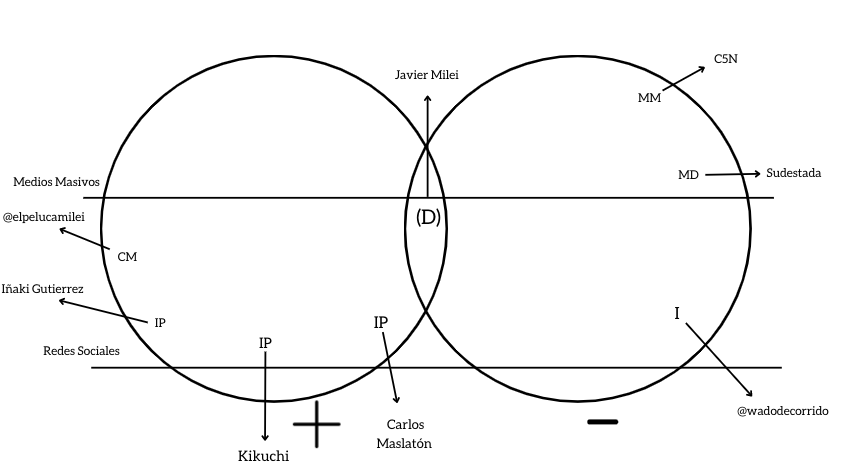 C5N
Javier Milei
MM
MD
Sudestada
Medios Masivos
@elpelucamilei
(D)
CM
Iñaki Gutierrez
IP
IP
IP
I
Redes Sociales
@wadodecorrido
Carlos
Maslatón
+
-
Kikuchi